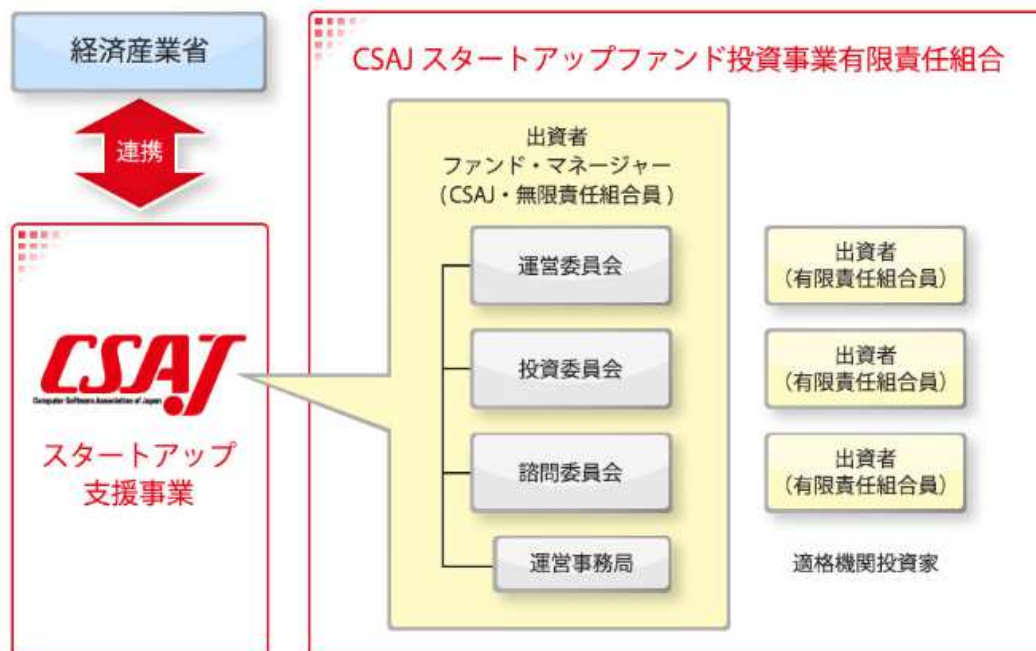 経済産業省
連携
CSAJ
Computer Software Association of Japan
スタートアップ
支援事業
CSAJ スタートアップファンド投資事業有限責任組合
出資者
ファンド・マネージャー
(CSAJ・無限責任組合員)
運営委員会
投資委員会
諮問委員会
運営事務局
出資者
(有限責任組合員)
出資者
(有限責任組合員)
出資者
(有限責任組合員)
適格機関投資家